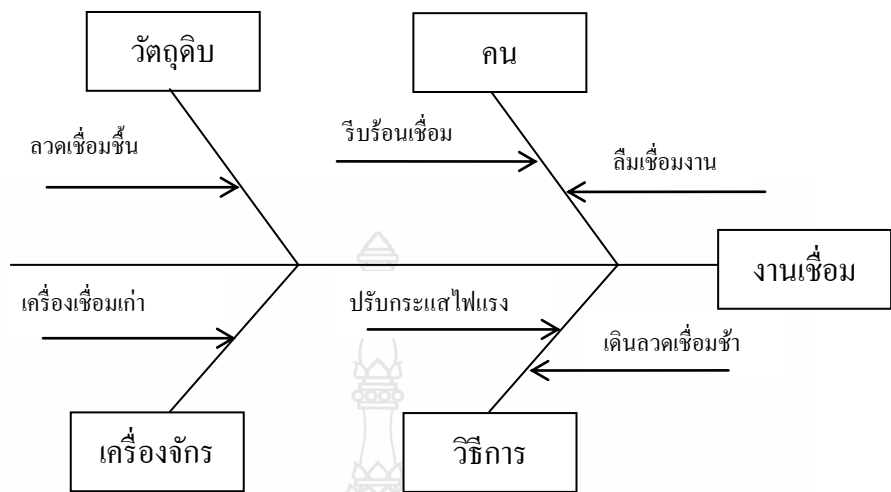 วัตถุดิบ
คน
รีบร้อนเชื่อม
ลวดเชื่อมชื้น
ลืมเชื่อมงาน
งานเชื่อม
เครื่องเชื่อมเก่า
ปรับกระแสไฟแรง
เดินลวดเชื่อมช้า
เครื่องจักร
วิธีการ